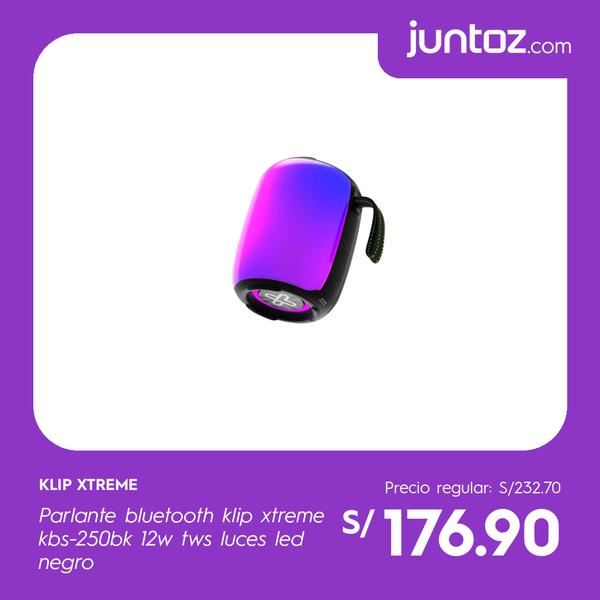 juntoz.com
KLIP XTREME
Parlante bluetooth klip xtreme
kbs-250bk 12w tws luces led
negro
Precio regular: S/232.70
S/176.90